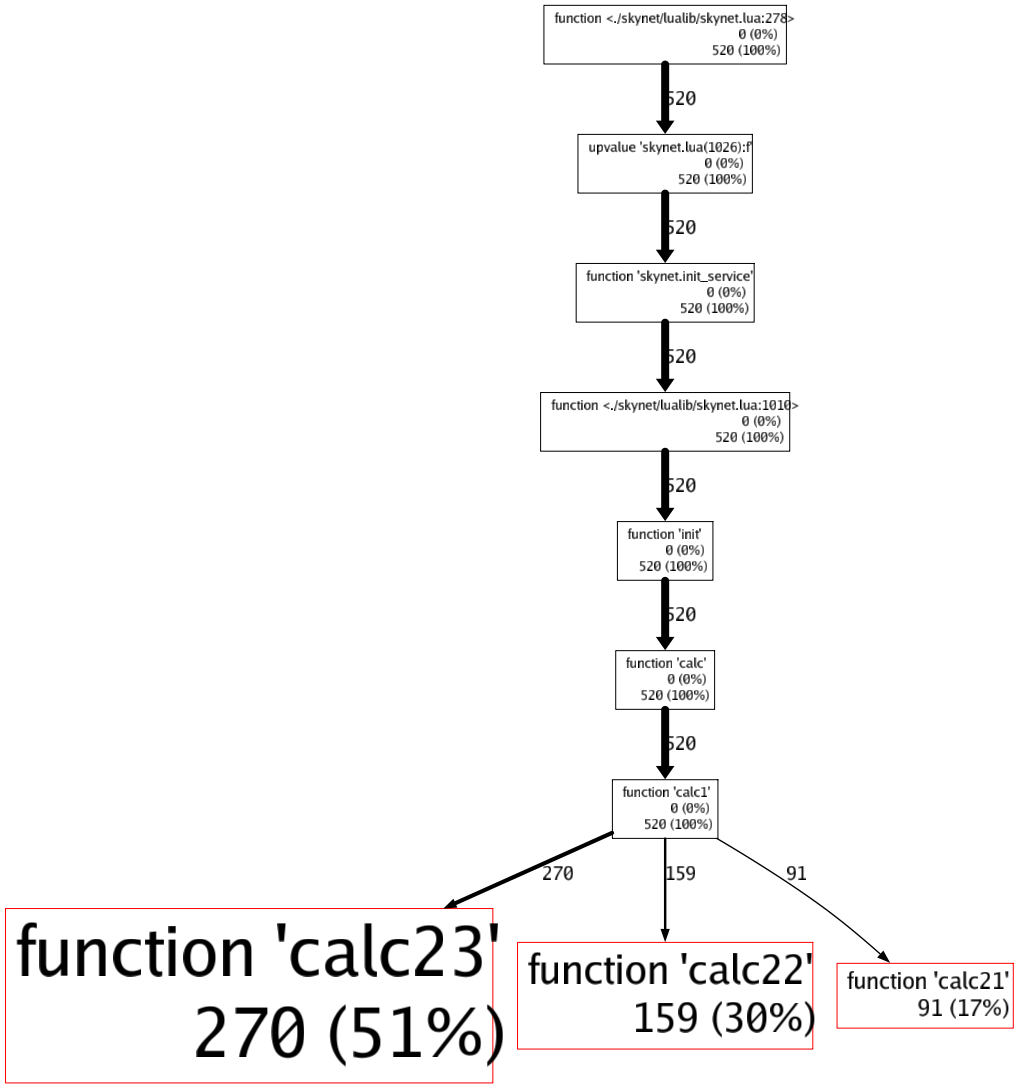 function <./skynet/lualib/skynet.lua:278>
0 (0%)
520 (100%)
520
upvalue 'skynet.lua(1026):f'
0 (0%)
520 (100%)
520
function 'skynet.init_service'
0 (0%)
520 (100%)
520
function <./skynet/lualib/skynet.lua:1010>
0 (0%)
520 (100%)
520
function 'init'
0 (0%)
520 (100%)
520
function 'calc'
0 (0%)
520 (100%)
520
function 'calc1'
0 (0%)
520 (100%)
270
159
91
function 'calc23'
270 (51%)
function 'calc22'
159 (30%)
function 'calc21'
91 (17%)